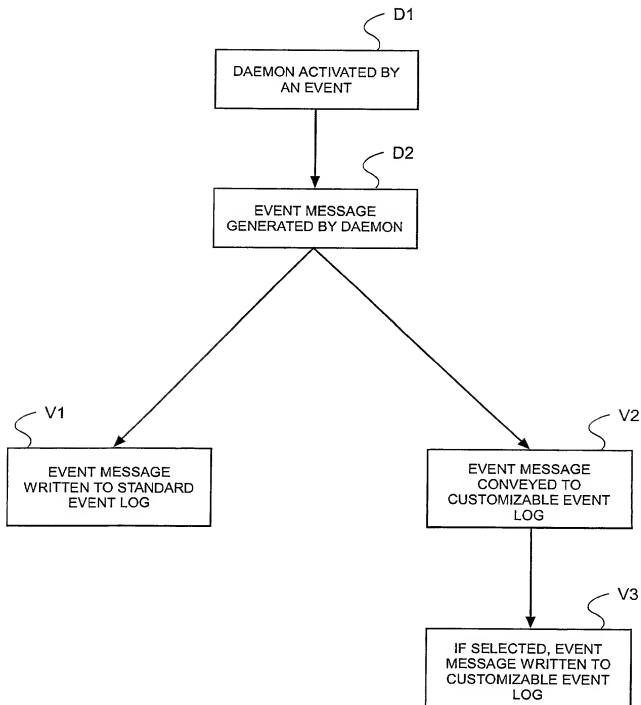 D1
DAEMON ACTIVATED BY
AN EVENT
D2
EVENT MESSAGE
GENERATED BY DAEMON
V1
EVENT MESSAGE
WRITTEN TO STANDARD
EVENT LOG
V2
EVENT MESSAGE
CONVEYED TO
CUSTOMIZABLE EVENT
LOG
V3
IF SELECTED, EVENT
MESSAGE WRITTEN TO
CUSTOMIZABLE EVENT
LOG